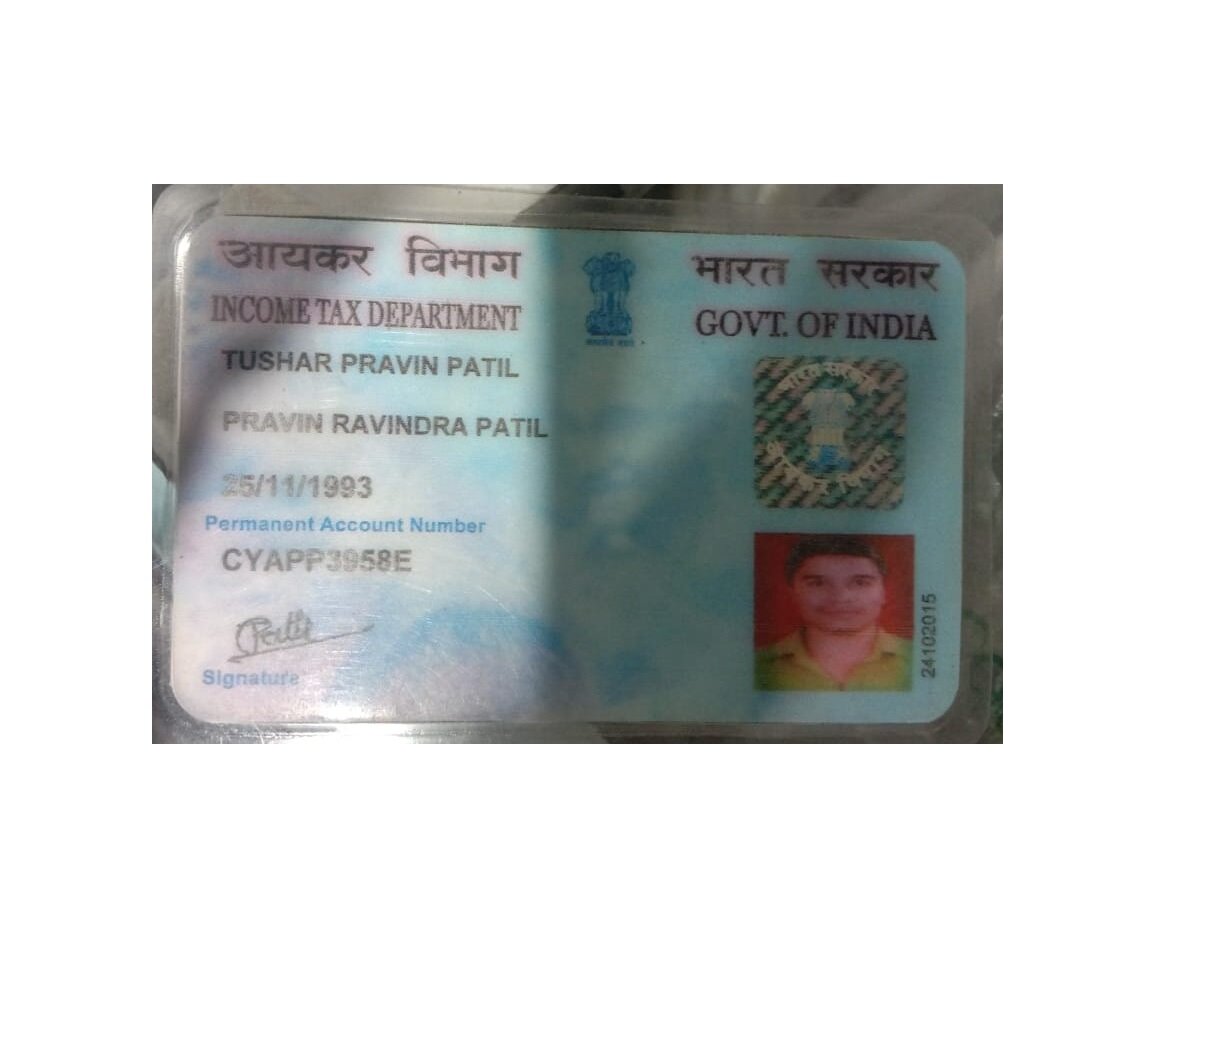 आयकर विभाग
INCOME TAX DEPARTMENT
भारत सरकार
GOVT. OF INDIA
TUSHAR PRAVIN PATIL
PRAVIN RAVINDRA PATIL
25/11/1993
Permanent Account Number
CYAPP3958E
Signature
24102015